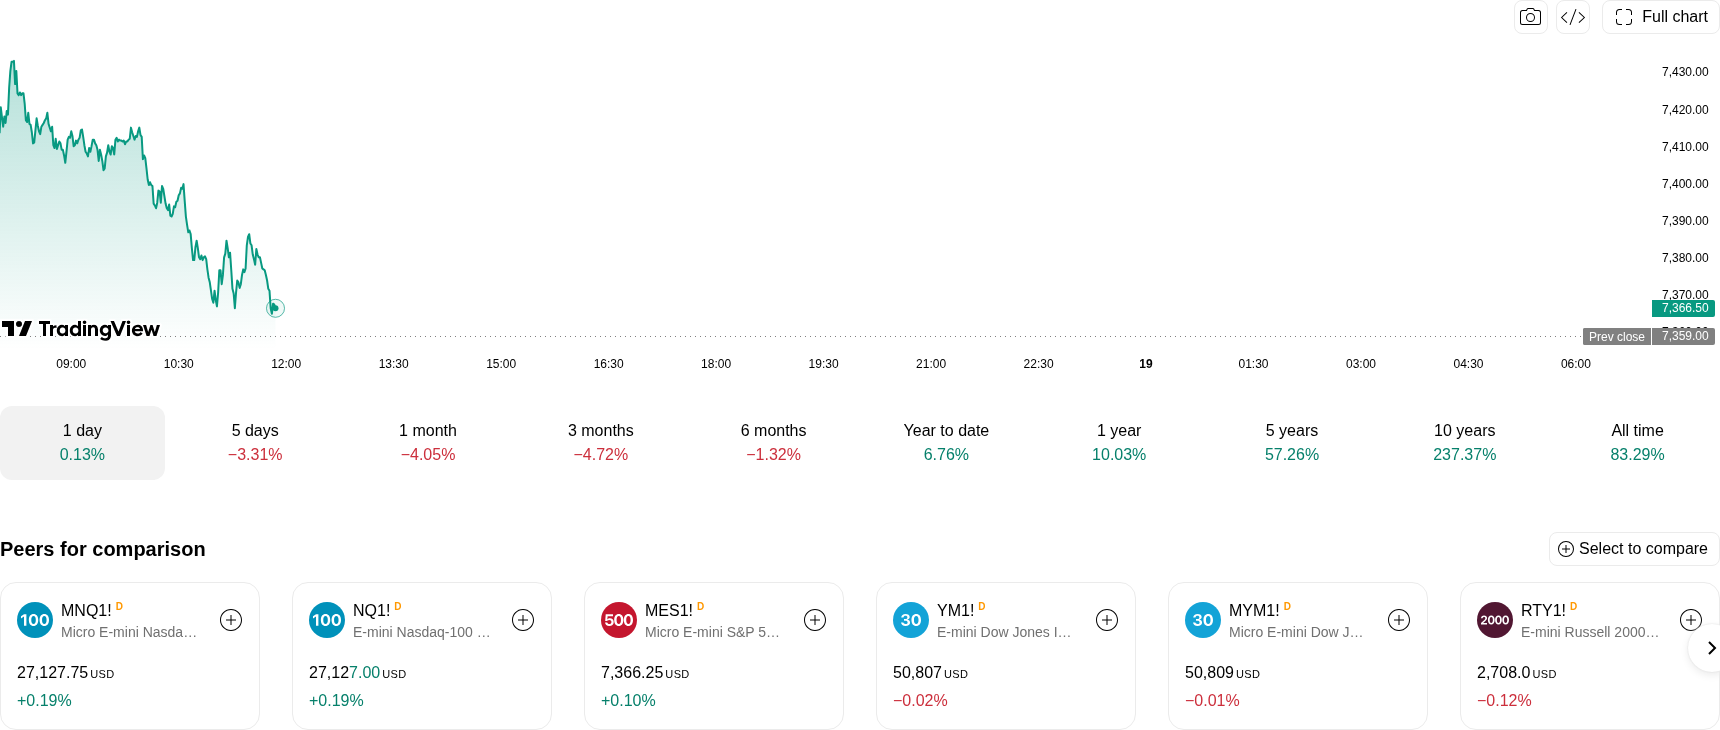 Full chart
7,430.00
7,420.00
7,410.00
7,400.00
7,390.00
7,380.00
7,370.00
7,366.50
Prev close 7,359.00
TradingView
09:00 10:30 12:00 13:30 15:00 16:30 18:00 19:30 21:00 22:30 19 01:30 03:00 04:30 06:00
1 day 5 days 1 month 3 months 6 months Year to date 1 year 5 years 10 years All time
0.13% −3.31% −4.05% −4.72% −1.32% 6.76% 10.03% 57.26% 237.37% 83.29%
Peers for comparison
Select to compare
100 MNQ1! D
Micro E-mini Nasda…
27,127.75 USD
+0.19%
100 NQ1! D
E-mini Nasdaq-100 …
27,127.00 USD
+0.19%
500 MES1! D
Micro E-mini S&P 5…
7,366.25 USD
+0.10%
30 YM1! D
E-mini Dow Jones I…
50,807 USD
−0.02%
30 MYM1! D
Micro E-mini Dow J…
50,809 USD
−0.01%
2000 RTY1! D
E-mini Russell 2000…
2,708.0 USD
−0.12%